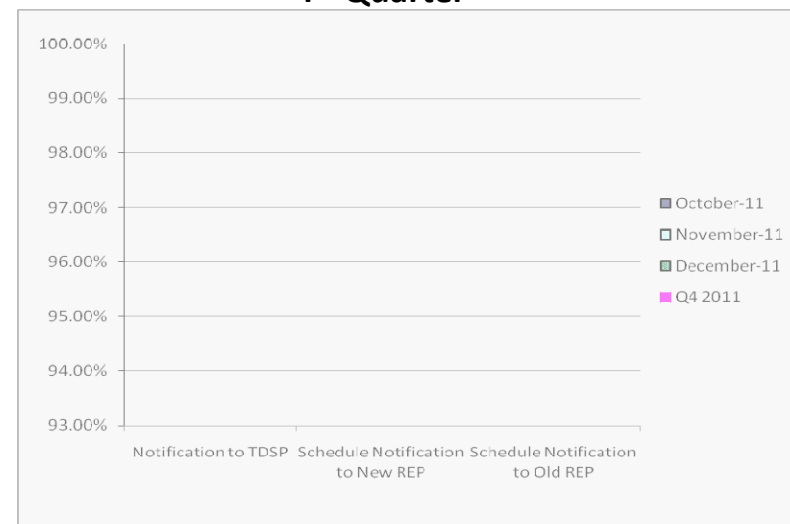 100.00%
99.00%
98.00%
97.00%
96.00%
95.00%
94.00%
93.00%
Notification to TDSP Schedule Notification Schedule Notification
to New REP to Old REP
October-11
November-11
December-11
Q4 2011